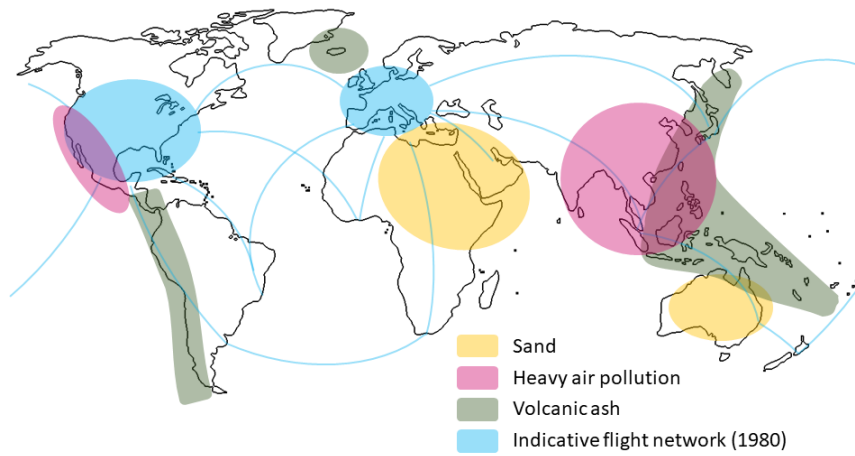 Sand
Heavy air pollution
Volcanic ash
Indicative flight network (1980)